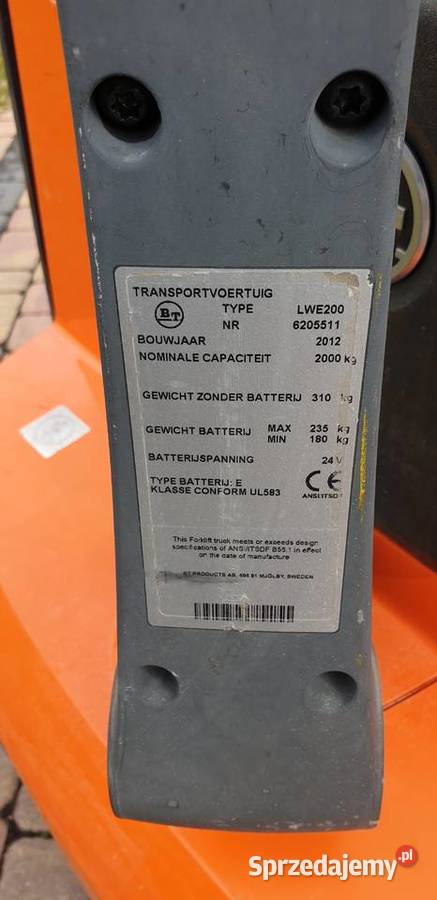 TRANSPORTVOERTUIG
BT TYPE LWE200
NR 6205511
BOUWJAAR 2012
NOMINALE CAPACITEIT 2000 kg
GEWICHT ZONDER BATTERIJ 310 kg
GEWICHT BATTERIJ MAX 235 kg
MIN 180 kg
BATTERIJSPANNING 24 V
TYPE BATTERIJ: E
KLASSE CONFORM UL583
CE
This Forklift truck meets or exceeds design
specifications of ANSI/ITSDF B56.1 in effect
on the date of manufacture
BT PRODUCTS AB, 595 81 MJÖLBY, SWEDEN
Sprzedajemy.pl